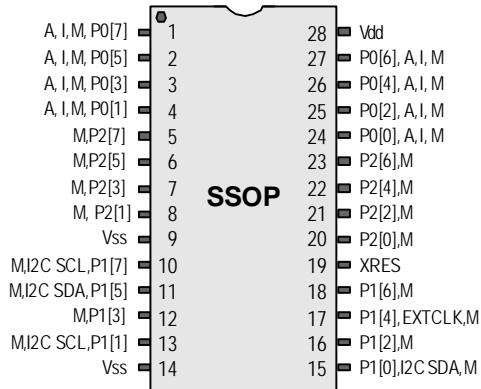 A, I, M, P0[7] 1 28 Vdd
A, I, M, P0[5] 2 27 P0[6], A, I, M
A, I, M, P0[3] 3 26 P0[4], A, I, M
A, I, M, P0[1] 4 25 P0[2], A, I, M
M,P2[7] 5 24 P0[0], A, I, M
M,P2[5] 6 23 P2[6],M
M,P2[3] 7 SSOP 22 P2[4],M
M, P2[1] 8 21 P2[2],M
Vss 9 20 P2[0],M
M,I2C SCL,P1[7] 10 19 XRES
M,I2C SDA,P1[5] 11 18 P1[6],M
M,P1[3] 12 17 P1[4],EXTCLK,M
M,I2C SCL,P1[1] 13 16 P1[2],M
Vss 14 15 P1[0],I2C SDA,M